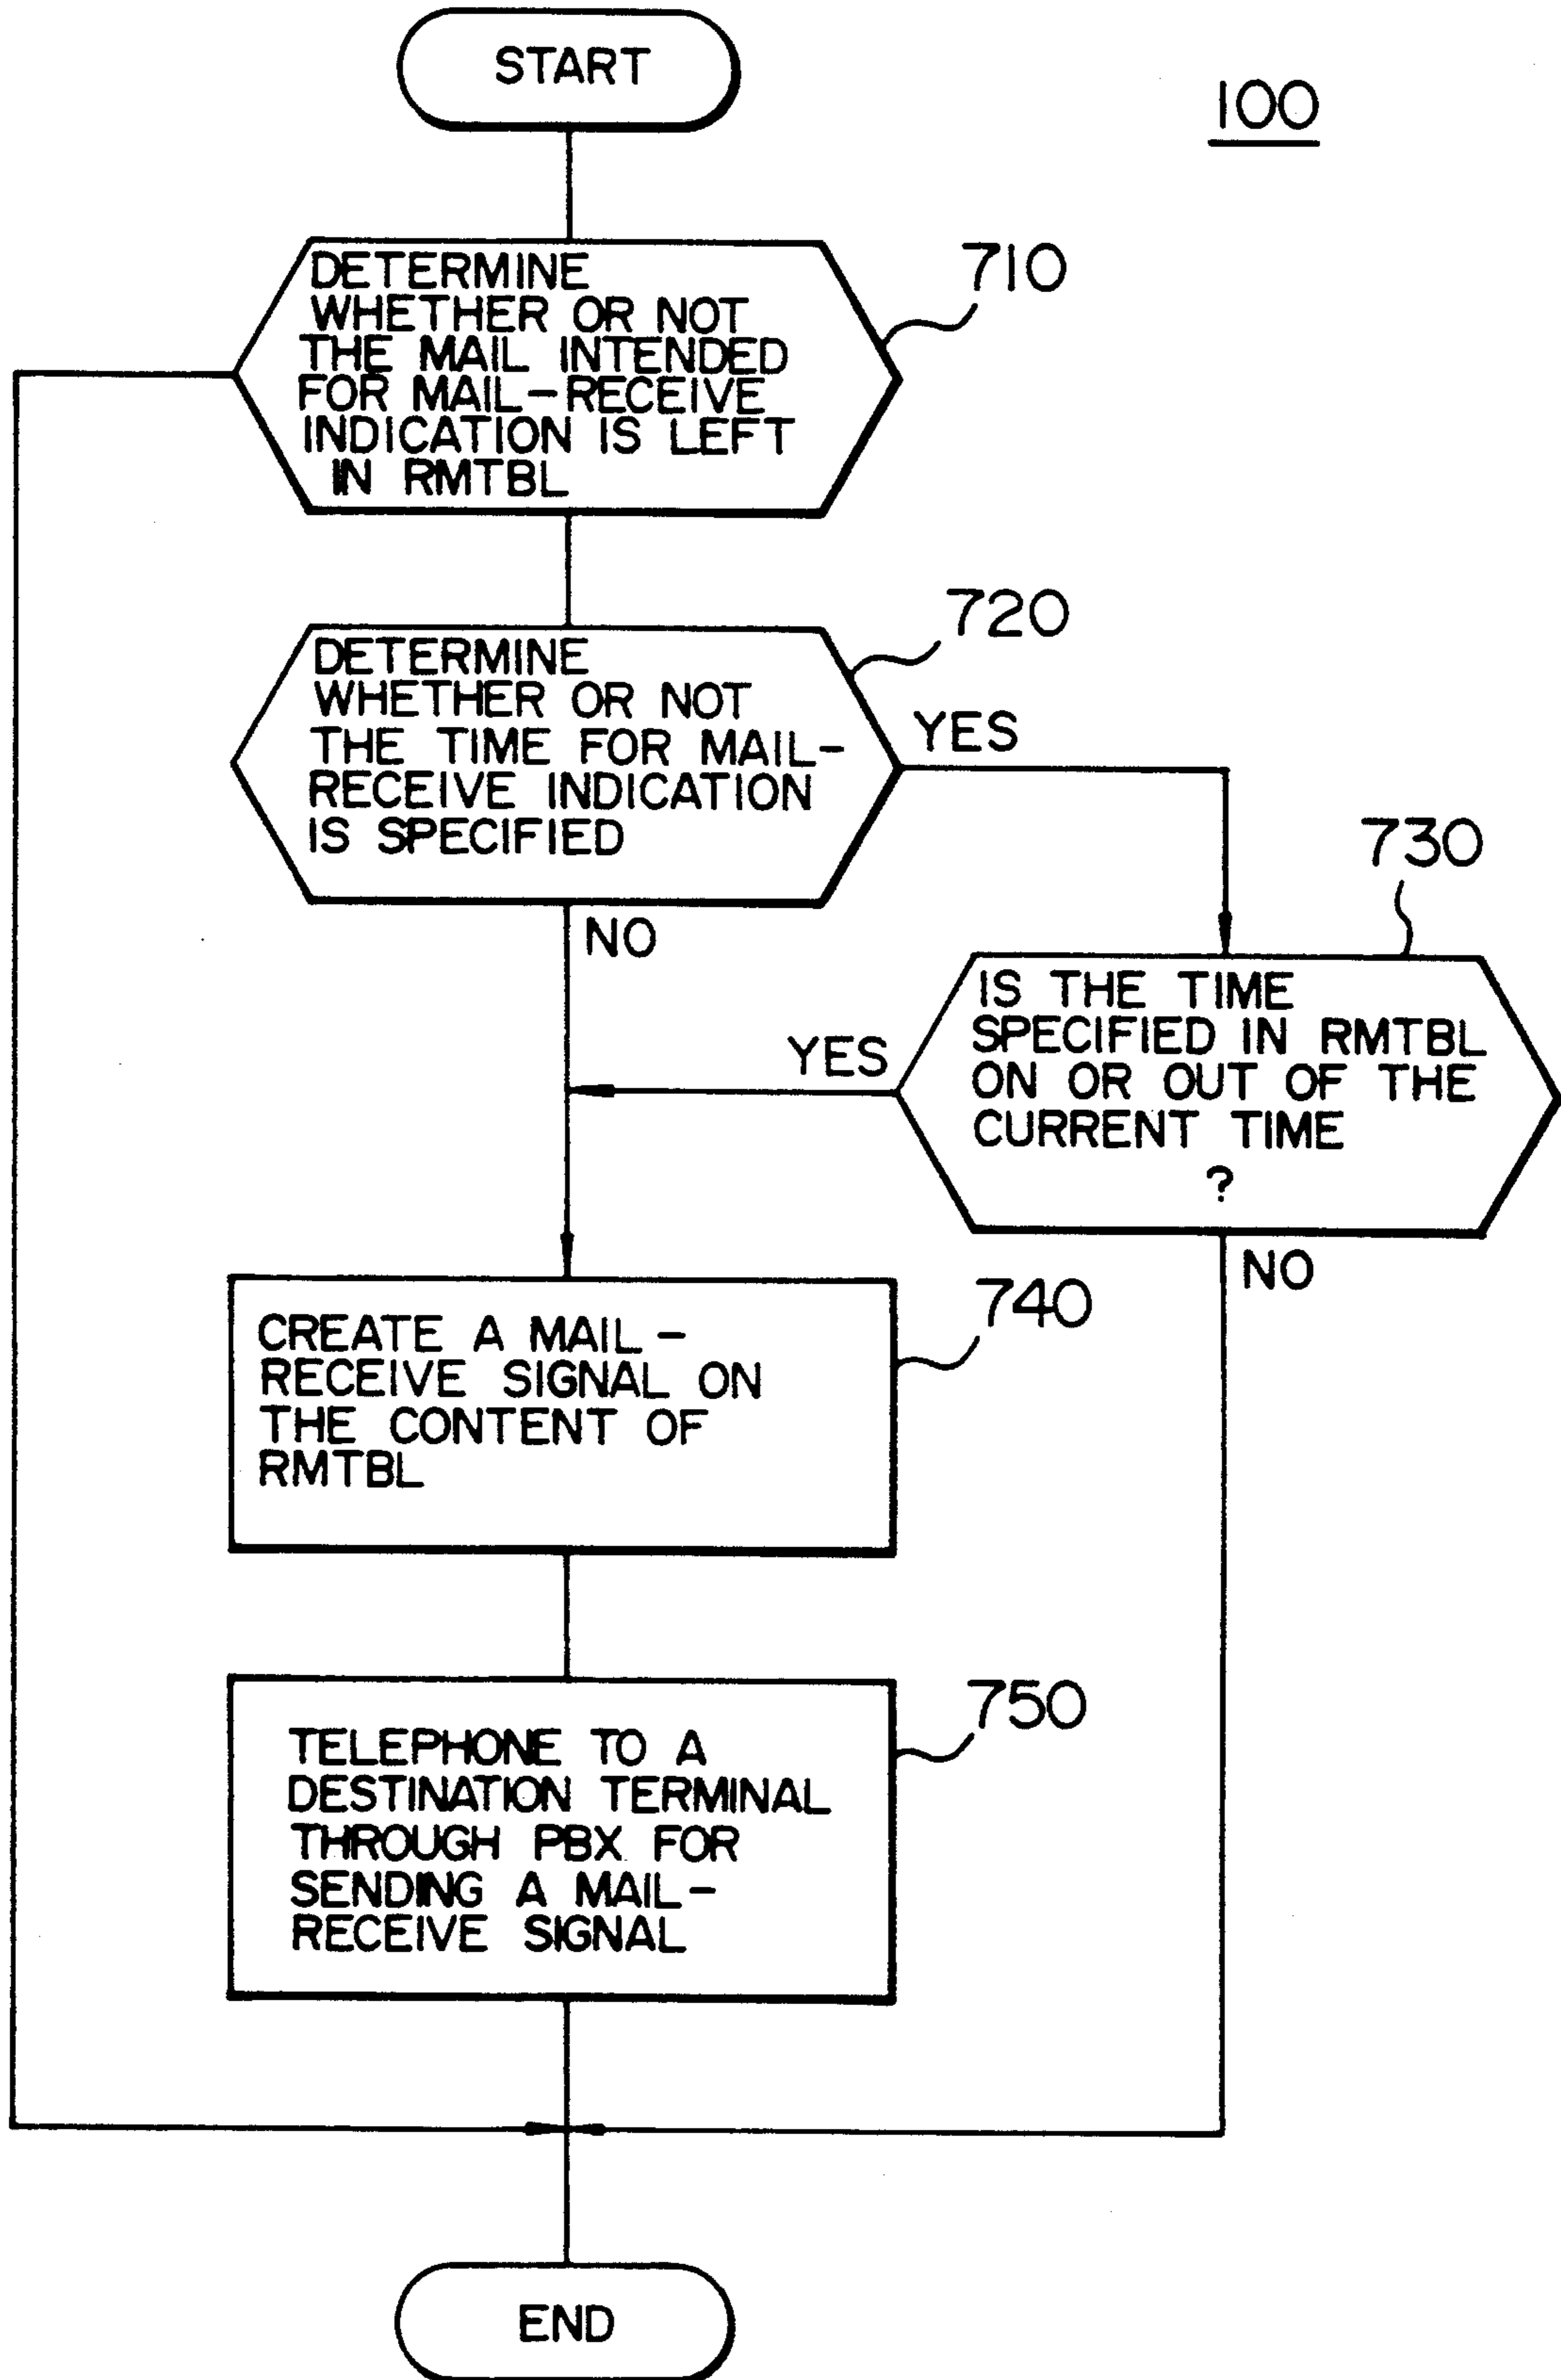 START
100
DETERMINE
WHETHER OR NOT
THE MAIL INTENDED
FOR MAIL-RECEIVE
INDICATION IS LEFT
IN RMTBL
710
DETERMINE
WHETHER OR NOT
THE TIME FOR MAIL-
RECEIVE INDICATION
IS SPECIFIED
720
YES
NO
730
IS THE TIME
SPECIFIED IN RMTBL
ON OR OUT OF THE
CURRENT TIME
?
YES
NO
CREATE A MAIL-
RECEIVE SIGNAL ON
THE CONTENT OF
RMTBL
740
TELEPHONE TO A
DESTINATION TERMINAL
THROUGH PBX FOR
SENDING A MAIL-
RECEIVE SIGNAL
750
END